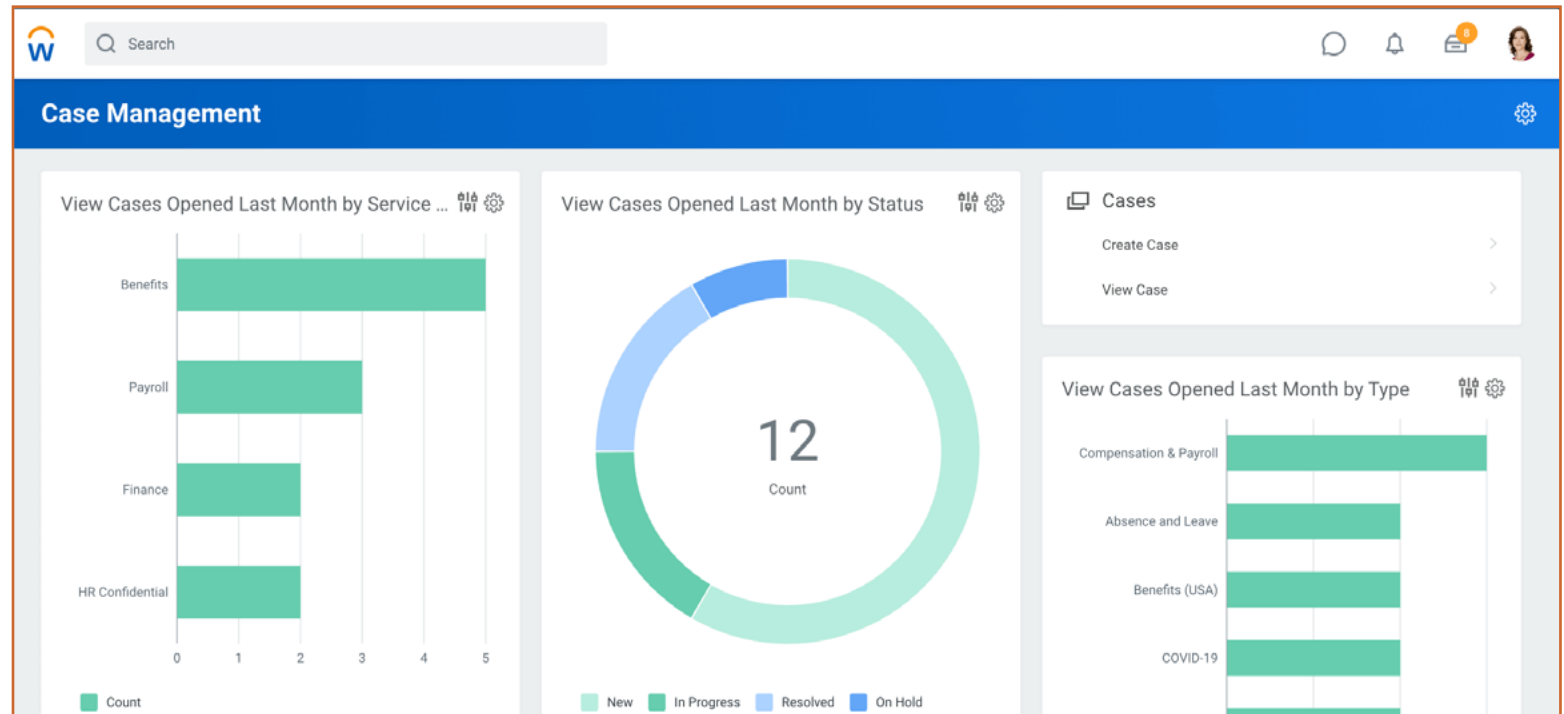 W
Search
8
Case Management
View Cases Opened Last Month by Service ...
Benefits
Payroll
Finance
HR Confidential
0 1 2 3 4 5
Count
View Cases Opened Last Month by Status
12
Count
New In Progress Resolved On Hold
Cases
Create Case
View Case
View Cases Opened Last Month by Type
Compensation & Payroll
Absence and Leave
Benefits (USA)
COVID-19